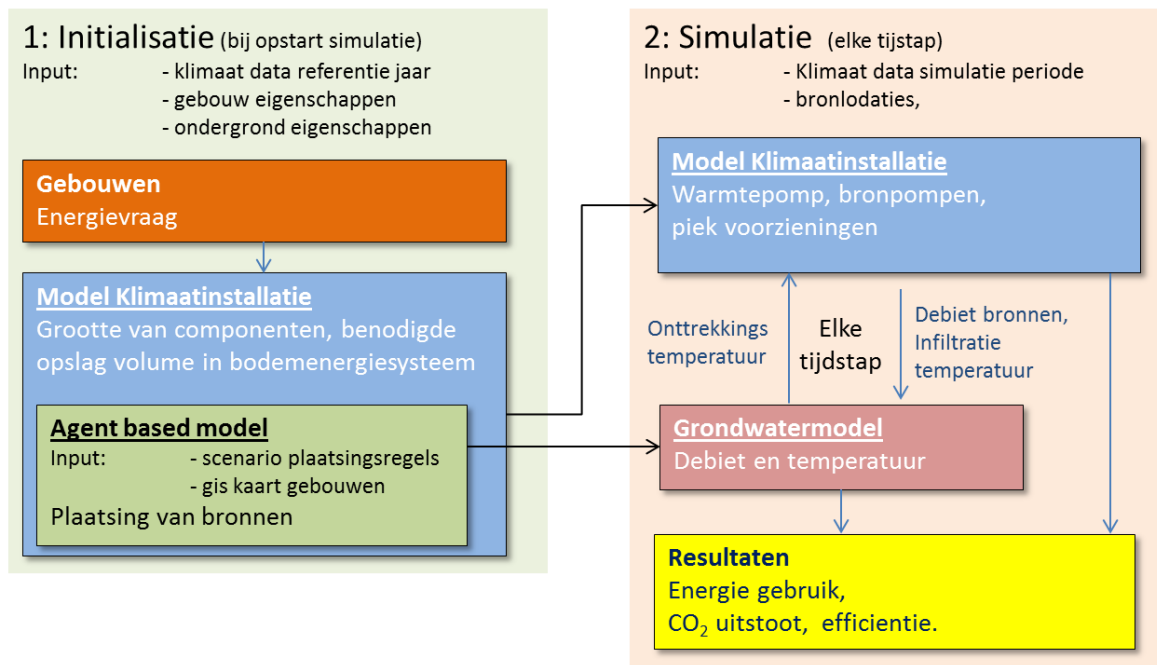 1: Initialisatie (bij opstart simulatie)
Input: - klimaat data referentie jaar
- gebouw eigenschappen
- ondergrond eigenschappen
Gebouwen
Energievraag
Model Klimaatinstallatie
Grootte van componenten, benodigde
opslag volume in bodemenergiesysteem
Agent based model
Input: - scenario plaatsingsregels
- gis kaart gebouwen
Plaatsing van bronnen
2: Simulatie (elke tijstap)
Input: - Klimaat data simulatie periode
- bronlodaties,
Model Klimaatinstallatie
Warmtepomp, bronpompen,
piek voorzieningen
Onttrekkings
temperatuur
Elke
tijdstap
Debiet bronnen,
Infiltratie
temperatuur
Grondwatermodel
Debiet en temperatuur
Resultaten
Energie gebruik,
CO2 uitstoot, efficientie.